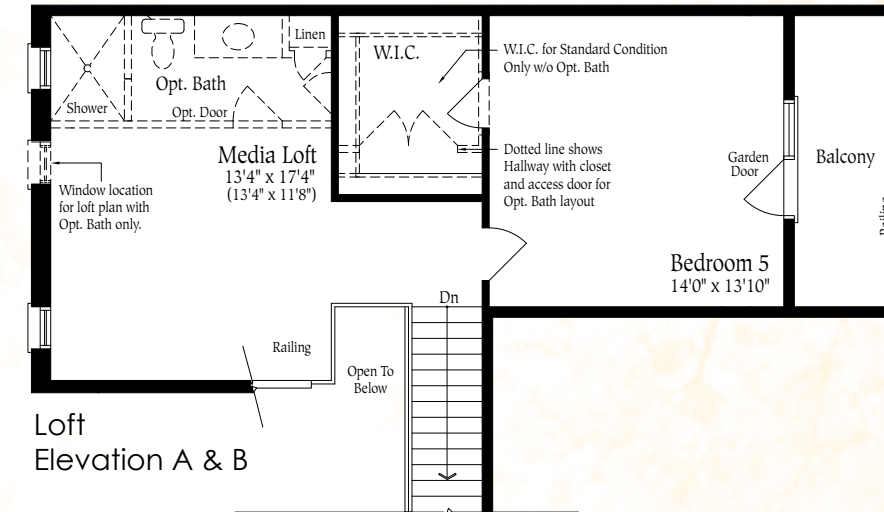 Linen
W.I.C.
W.I.C. for Standard Condition
Only w/o Opt. Bath
Opt. Bath
Shower
Opt. Door
Media Loft
13'4" x 17'4"
(13'4" x 11'8")
Dotted line shows
Hallway with closet
and access door for
Opt. Bath layout
Garden
Door
Balcony
Railing
Window location
for loft plan with
Opt. Bath only.
Bedroom 5
14'0" x 13'10"
Dn
Railing
Open To
Below
Loft
Elevation A & B